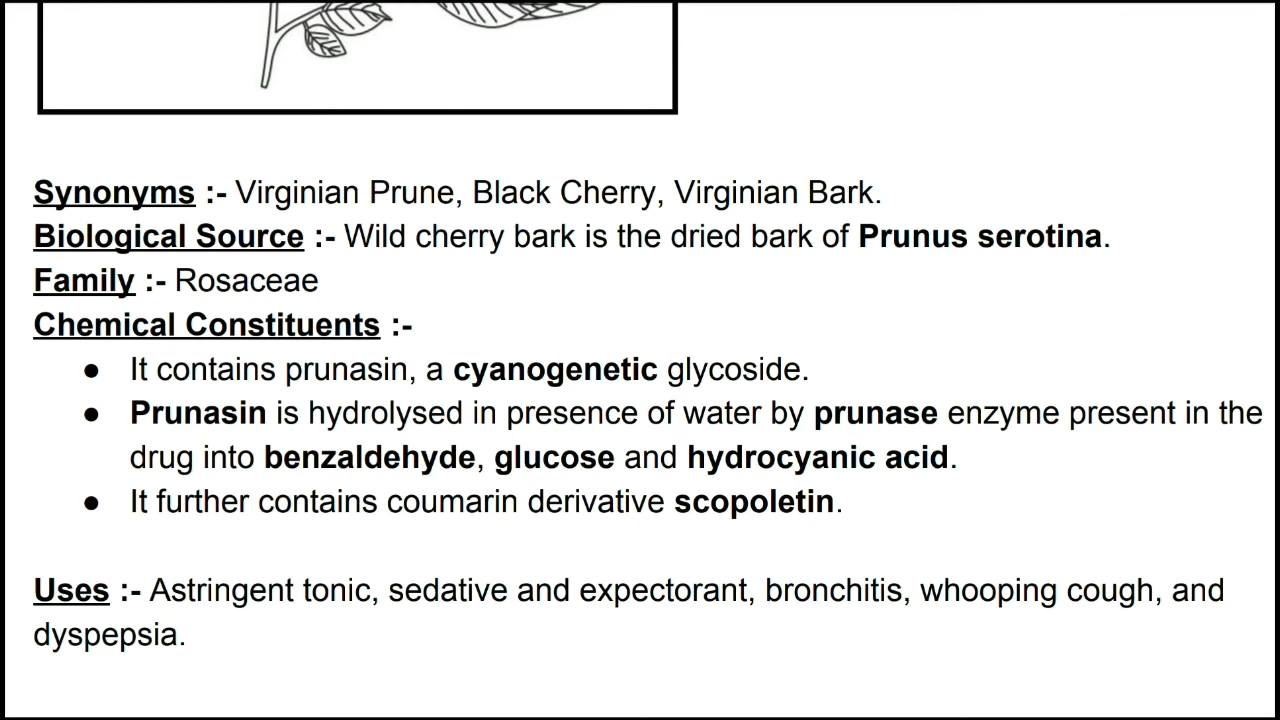 Synonyms :- Virginian Prune, Black Cherry, Virginian Bark.
Biological Source :- Wild cherry bark is the dried bark of Prunus serotina.
Family :- Rosaceae
Chemical Constituents :-
● It contains prunasin, a cyanogenetic glycoside.
● Prunasin is hydrolysed in presence of water by prunase enzyme present in the
drug into benzaldehyde, glucose and hydrocyanic acid.
● It further contains coumarin derivative scopoletin.
Uses :- Astringent tonic, sedative and expectorant, bronchitis, whooping cough, and
dyspepsia.